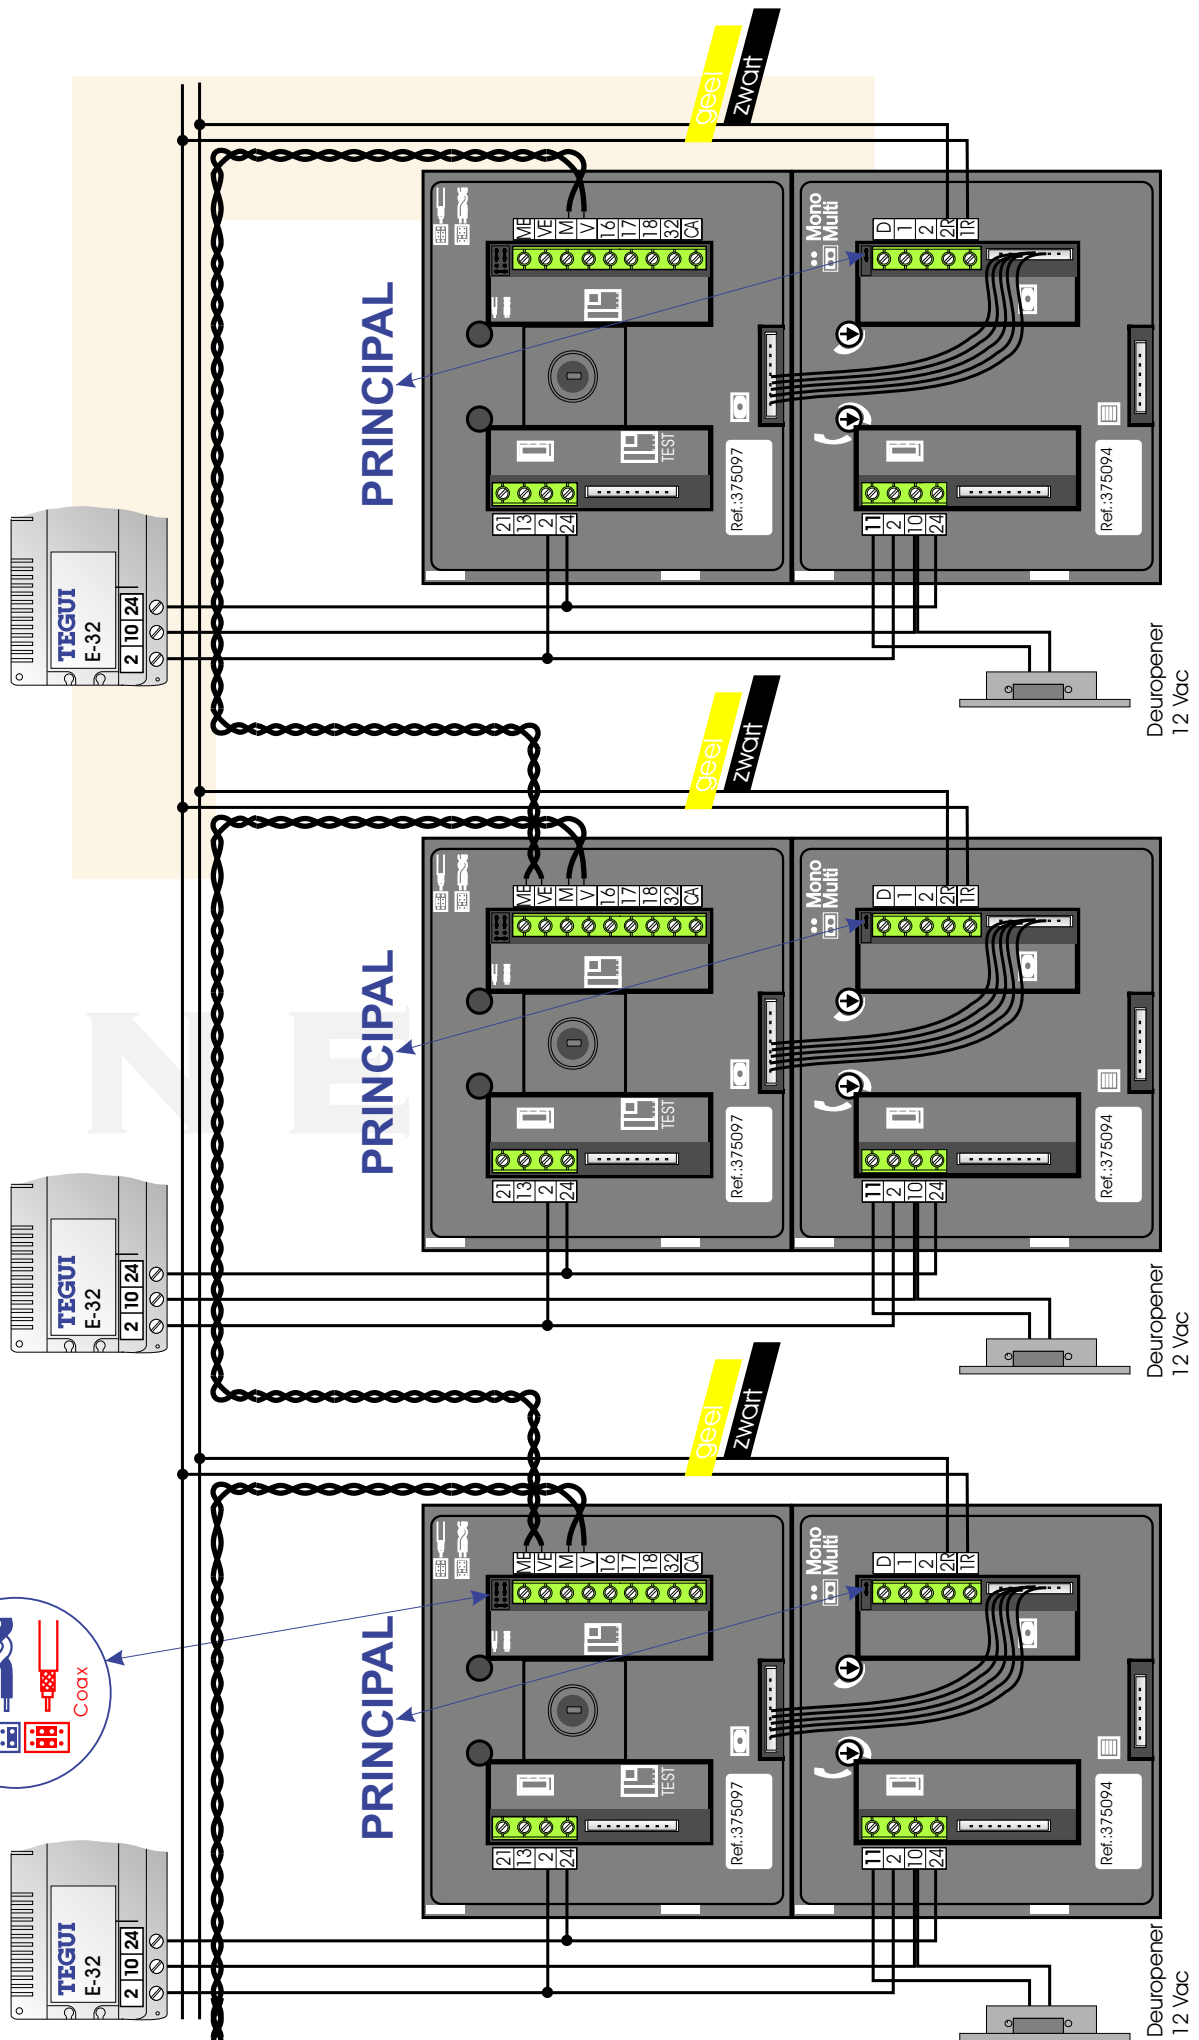 TEGUI
E-32
2 10 24
Coax
PRINCIPAL
21
13
2
24
TEST
Ref.:375097
ME
VE
M
V
16
17
18
32
CA
geel
zwart
11
2
10
24
Ref.:375094
Mono
Multi
D
1
2
2R
1R
Deuropener
12 Vac
TEGUI
E-32
2 10 24
N E
PRINCIPAL
21
13
2
24
TEST
Ref.:375097
ME
VE
M
V
16
17
18
32
CA
geel
zwart
11
2
10
24
Ref.:375094
Mono
Multi
D
1
2
2R
1R
Deuropener
12 Vac
TEGUI
E-32
2 10 24
PRINCIPAL
21
13
2
24
TEST
Ref.:375097
ME
VE
M
V
16
17
18
32
CA
geel
zwart
11
2
10
24
Ref.:375094
Mono
Multi
D
1
2
2R
1R
Deuropener
12 Vac